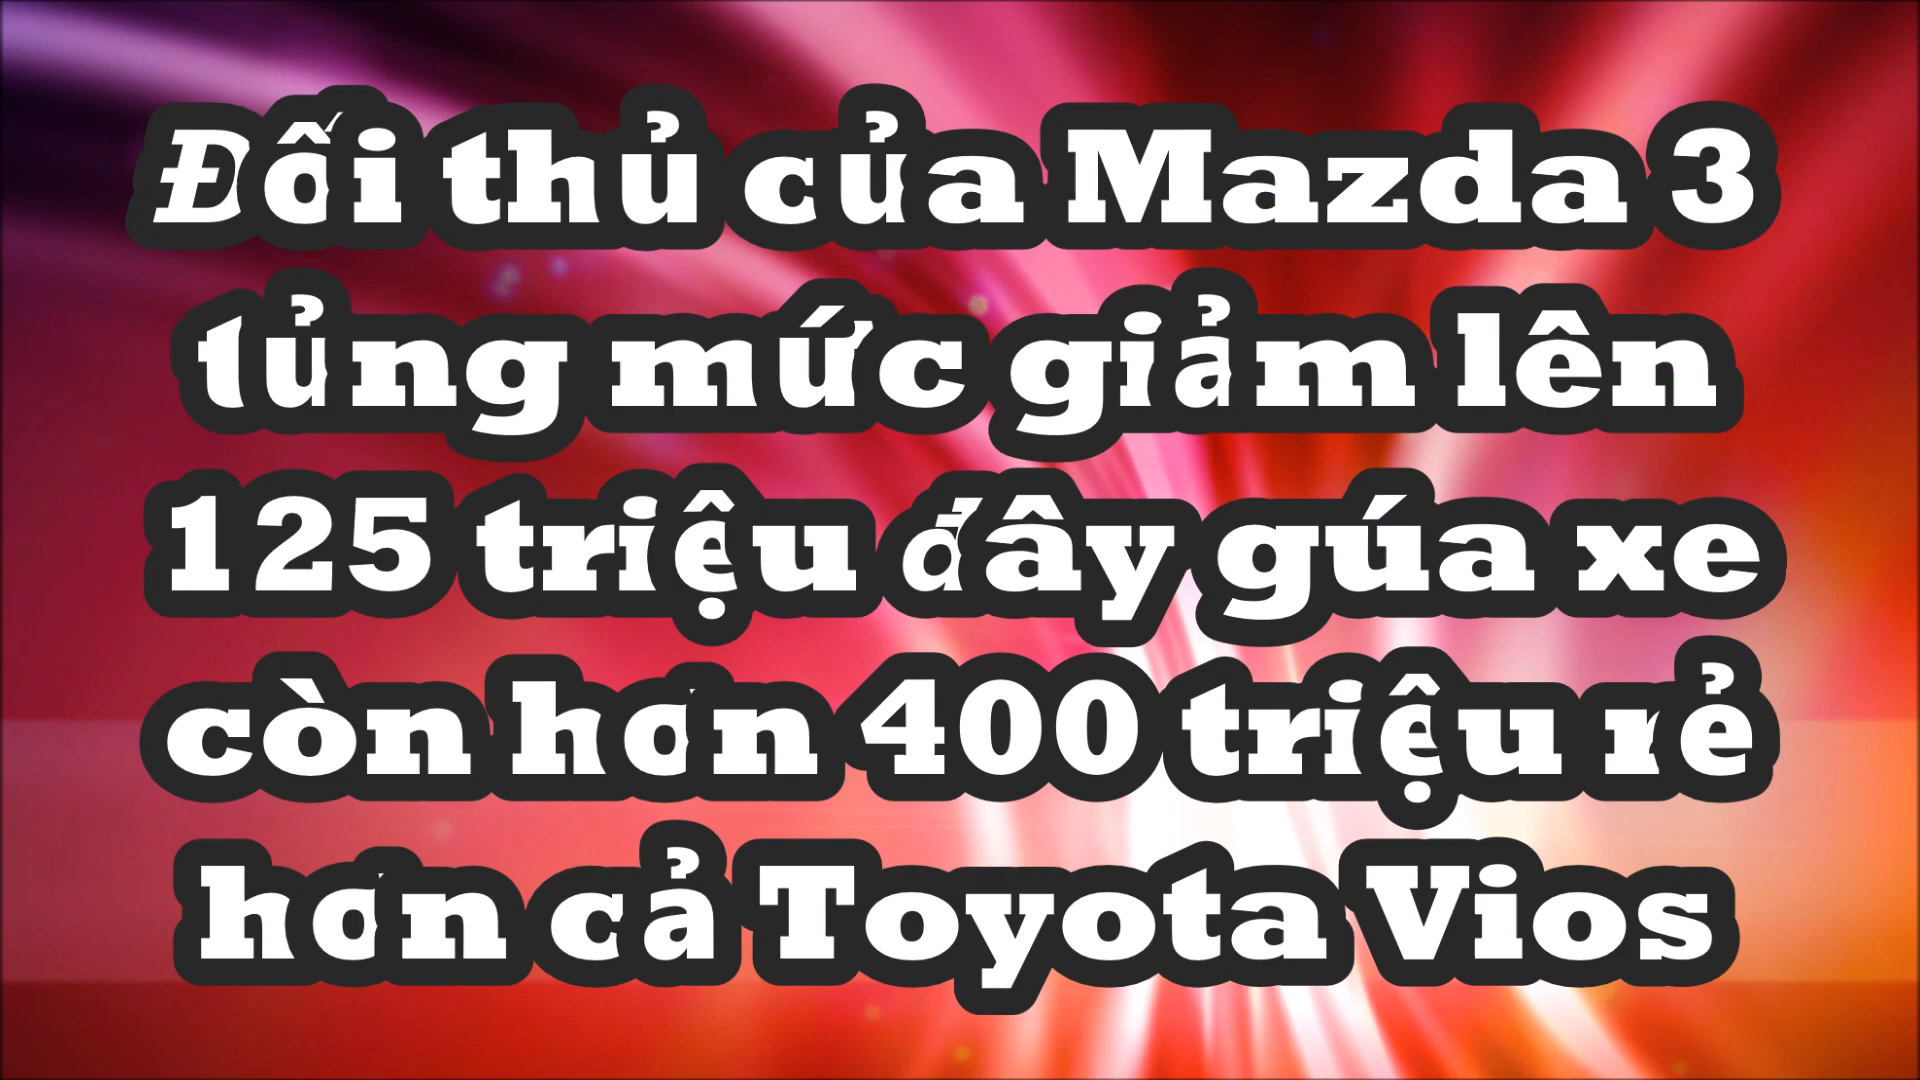 Đối thủ của Mazda 3
tủng mức giảm lên
125 triệu đây gúa xe
còn hơn 400 triệu rẻ
hơn cả Toyota Vios